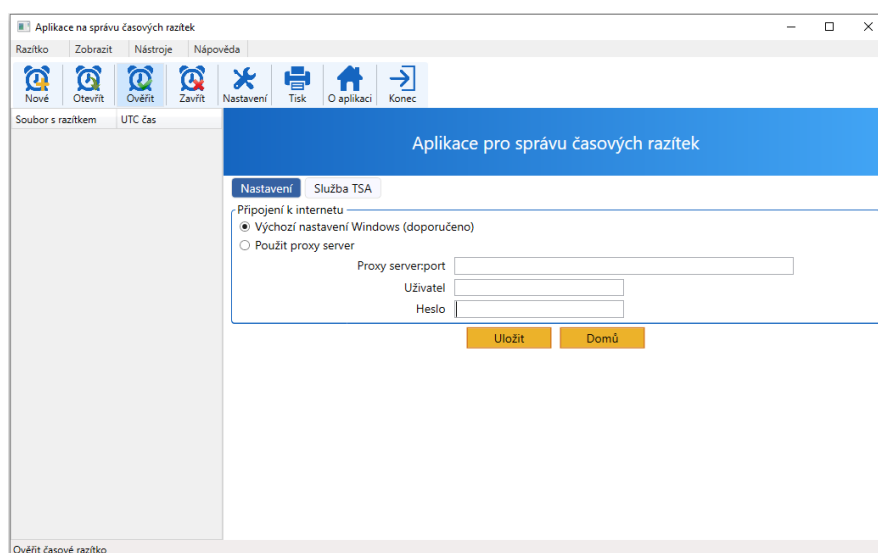 Aplikace na správu časových razítek
Razítko Zobrazit Nástroje Nápověda
Nové Otevřít Ověřit Zavřít Nastavení Tisk O aplikaci Konec
Soubor s razítkem UTC čas
Aplikace pro správu časových razítek
Nastavení Služba TSA
Připojení k internetu
Výchozí nastavení Windows (doporučeno)
Použit proxy server
Proxy server:port
Uživatel
Heslo
Uložit Domů
Ověřit časové razítko